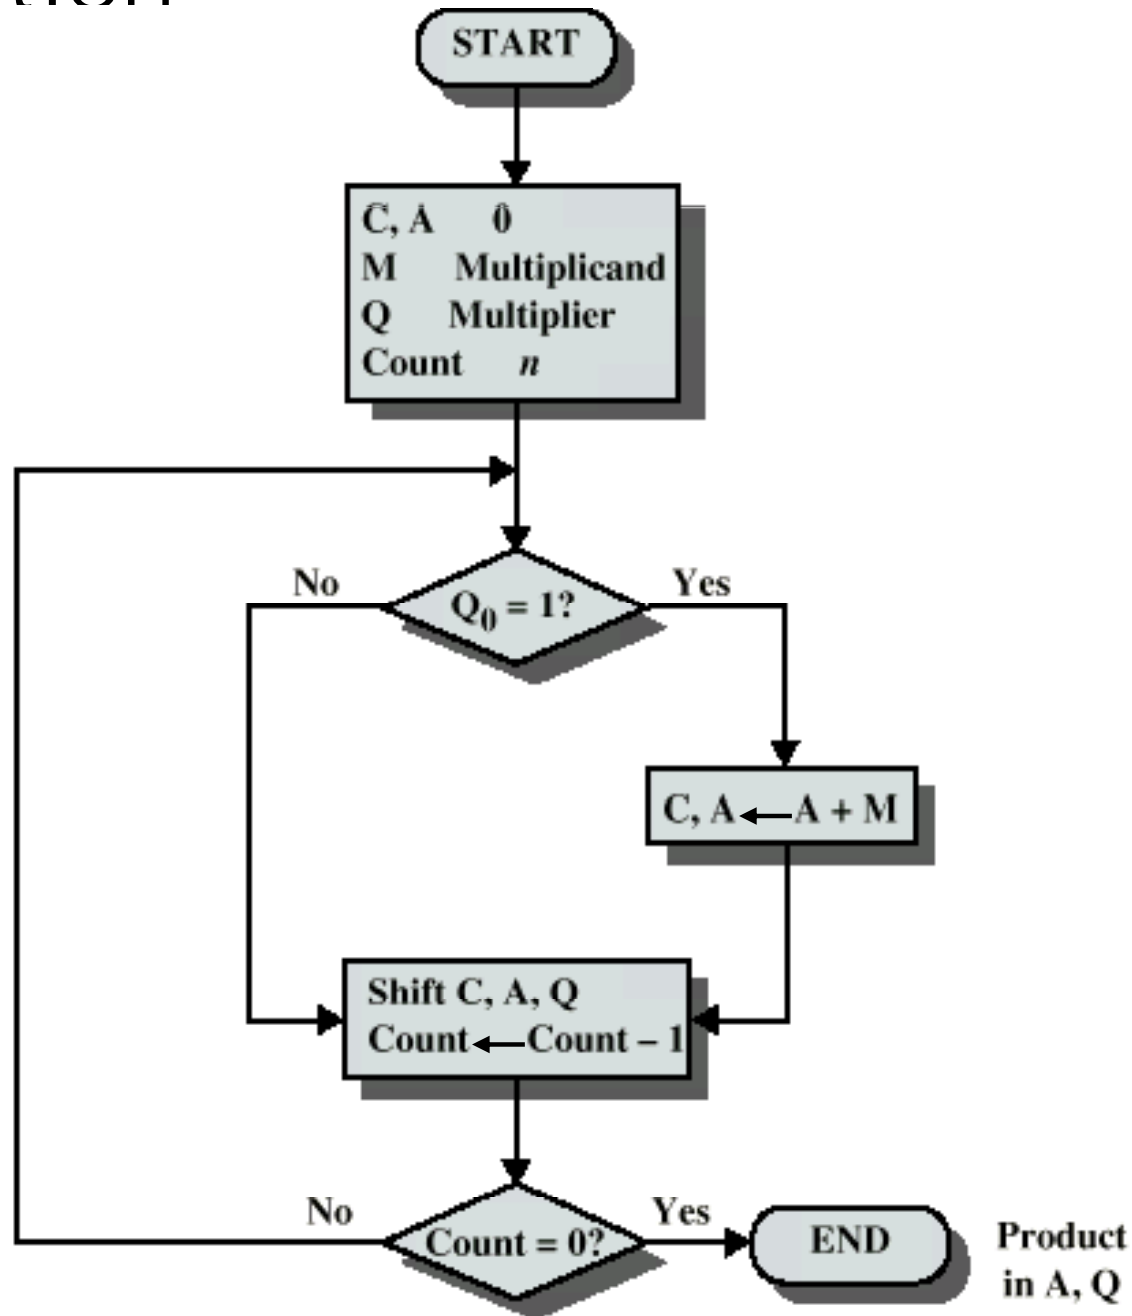 START
C, A 0
M Multiplicand
Q Multiplier
Count n
No
Q0 = 1?
Yes
C, A ← A + M
Shift C, A, Q
Count ← Count – 1
No
Count = 0?
Yes
END
Product
in A, Q